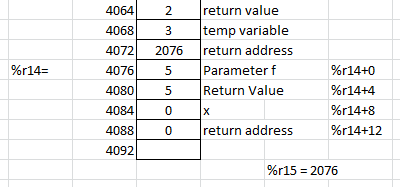 4064 2 return value
4068 3 temp variable
4072 2076 return address
%r14= 4076 5 Parameter f %r14+0
4080 5 Return Value %r14+4
4084 0 x %r14+8
4088 0 return address %r14+12
4092
%r15 = 2076